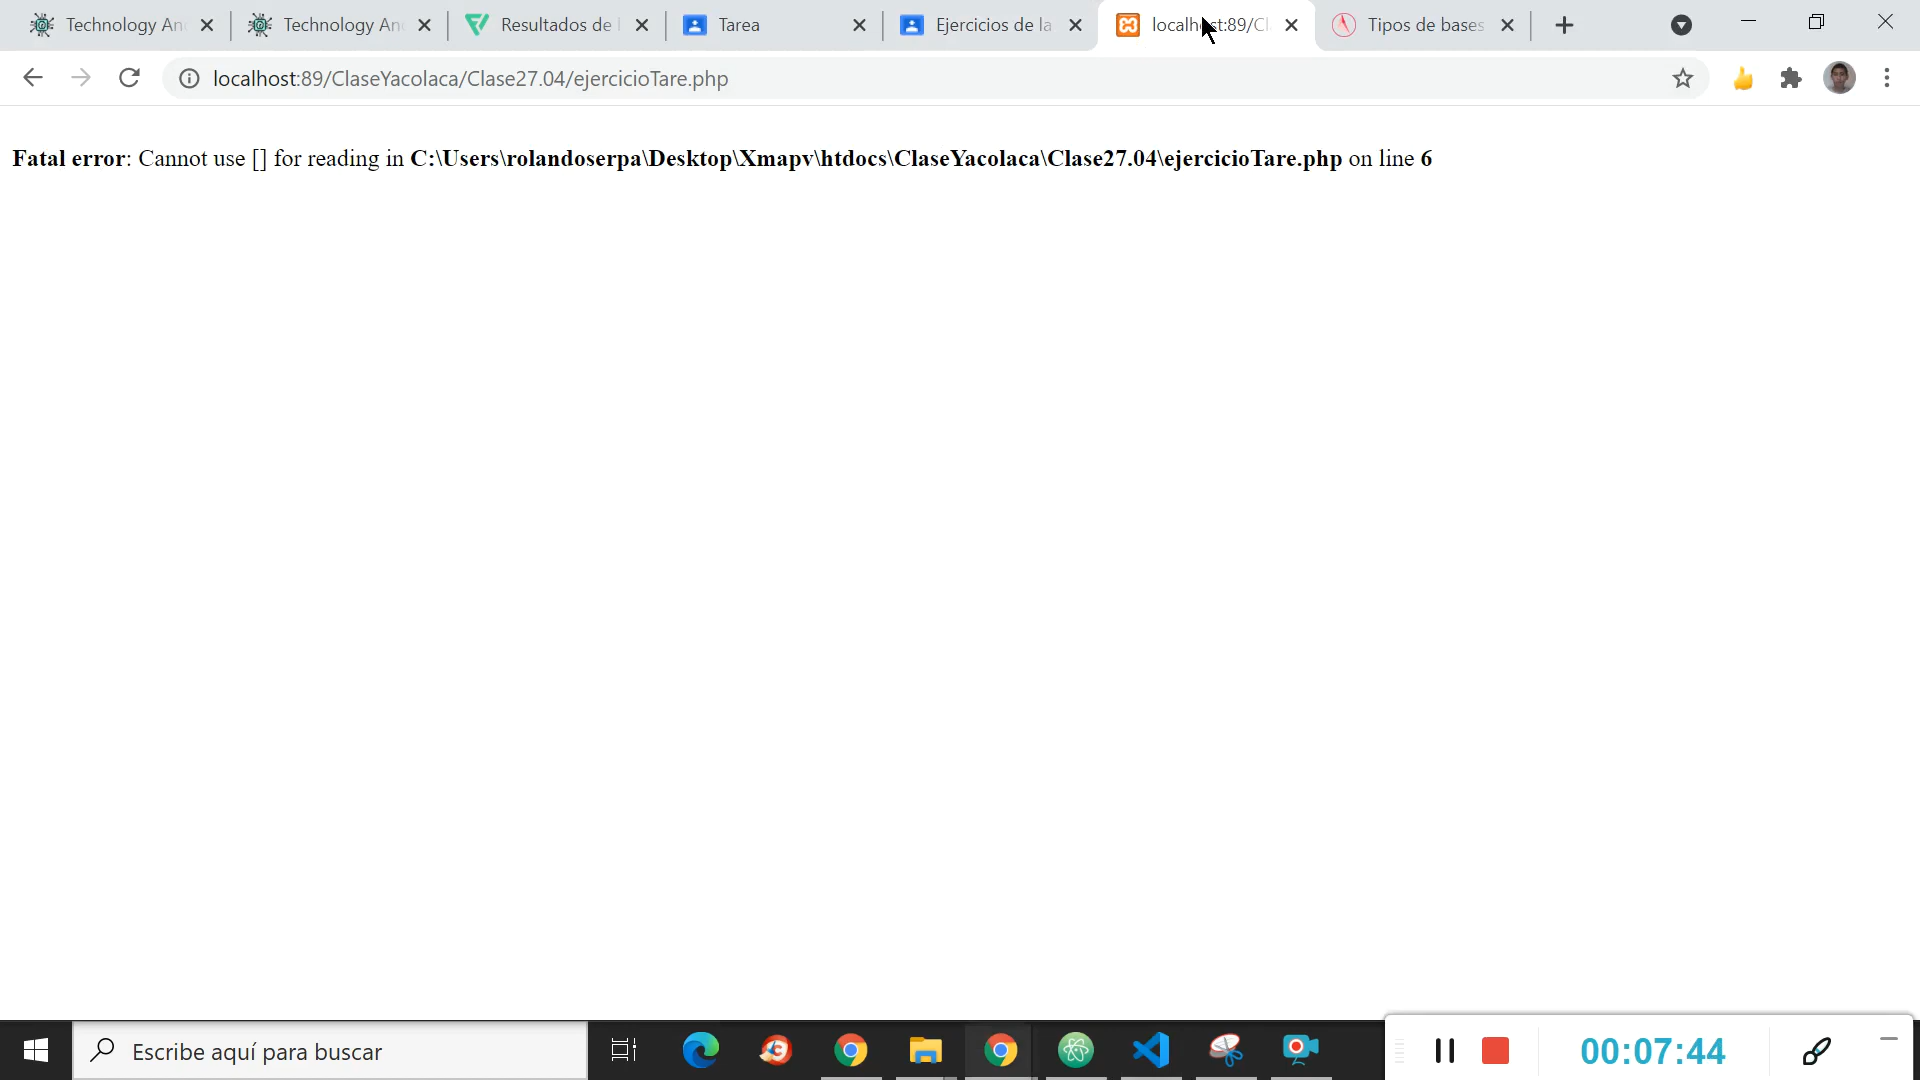 Technology An
Technology An
Resultados de
Tarea
Ejercicios de la
localhost:89/Cl
Tipos de bases
localhost:89/ClaseYacolaca/Clase27.04/ejercicioTare.php
Fatal error: Cannot use [] for reading in C:\Users\rolandoserpa\Desktop\Xmapv\htdocs\ClaseYacolaca\Clase27.04\ejercicioTare.php on line 6
Escribe aquí para buscar
00:07:44